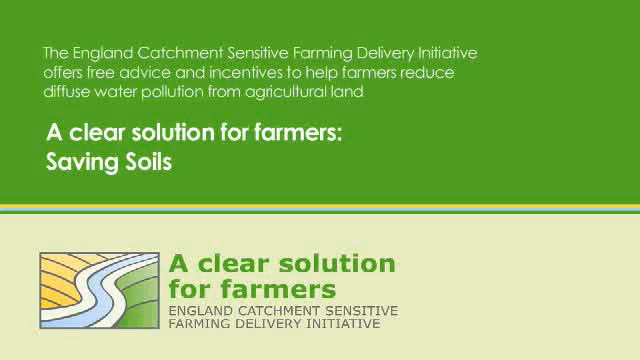 The England Catchment Sensitive Farming Delivery Initiative
offers free advice and incentives to help farmers reduce
diffuse water pollution from agricultural land
A clear solution for farmers:
Saving Soils
A clear solution
for farmers
ENGLAND CATCHMENT SENSITIVE
FARMING DELIVERY INITIATIVE